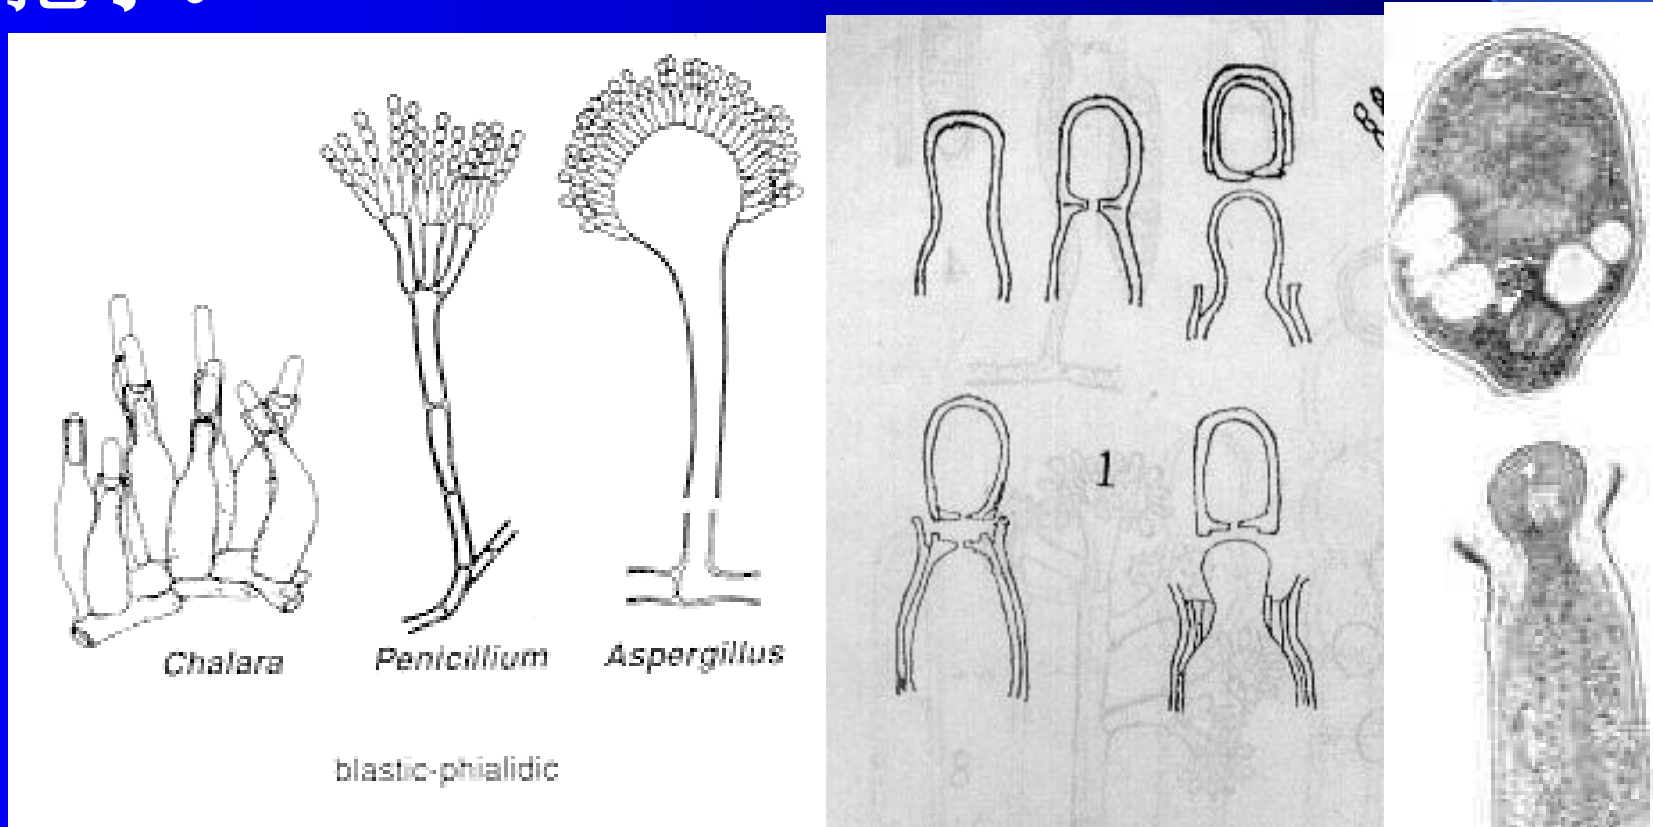 Chalara
Penicillium
Aspergillus
1
blastic-phialidic